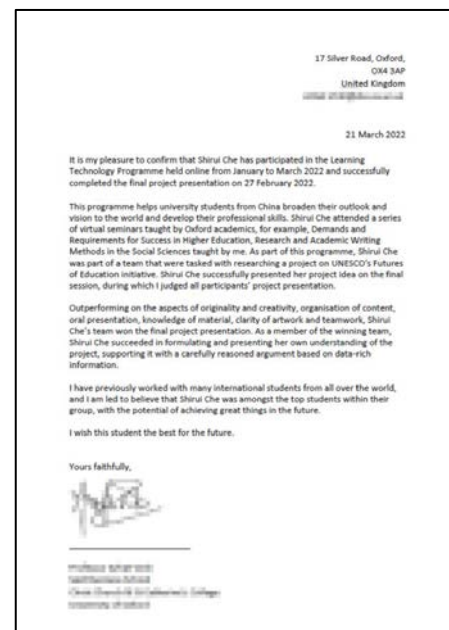 17 Silver Road, Oxford,
OX4 3AP
United Kingdom
21 March 2022
It is my pleasure to confirm that Shirui Che has participated in the Learning
Technology Programme held online from January to March 2022 and successfully
completed the final project presentation on 27 February 2022.
This programme helps university students from China broaden their outlook and
vision to the world and develop their professional skills. Shirui Che attended a series
of virtual seminars taught by Oxford academics, for example, Demands and
Requirements for Success in Higher Education, Research and Academic Writing
Methods in the Social Sciences taught by me. As part of this programme, Shirui Che
was part of a team that were tasked with researching a project on UNESCO's Futures
of Education initiative. Shirui Che successfully presented her project idea on the final
session, during which I judged all participants' project presentation.
Outperforming on the aspects of originality and creativity, organisation of content,
oral presentation, knowledge of material, clarity of artwork and teamwork, Shirui
Che's team won the final project presentation. As a member of the winning team,
Shirui Che succeeded in formulating and presenting her own understanding of the
project, supporting it with a carefully reasoned argument based on data-rich
information.
I have previously worked with many international students from all over the world,
and I am led to believe that Shirui Che was amongst the top students within their
group, with the potential of achieving great things in the future.
I wish this student the best for the future.
Yours faithfully,